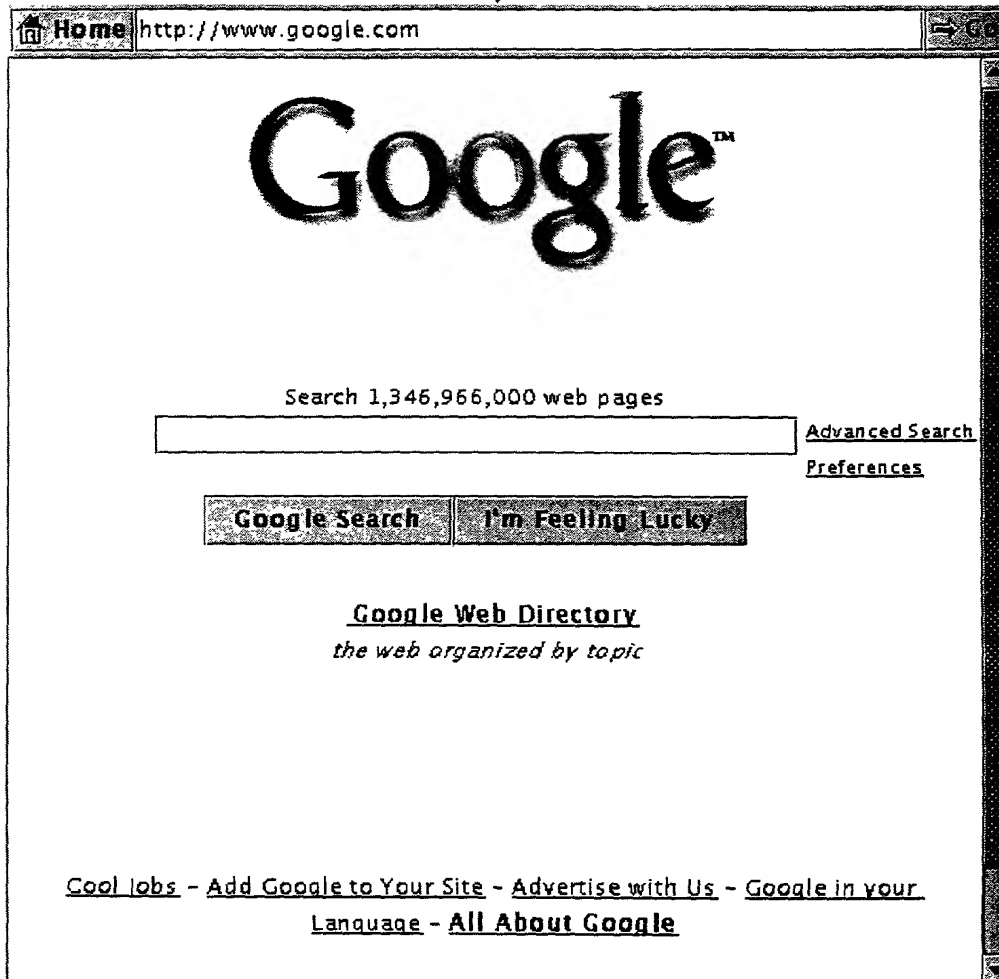 Home http://www.google.com Go
Google™
Search 1,346,966,000 web pages
Advanced Search
Preferences
Google Search I'm Feeling Lucky
Google Web Directory
the web organized by topic
Cool Jobs - Add Google to Your Site - Advertise with Us - Google in your
Language - All About Google